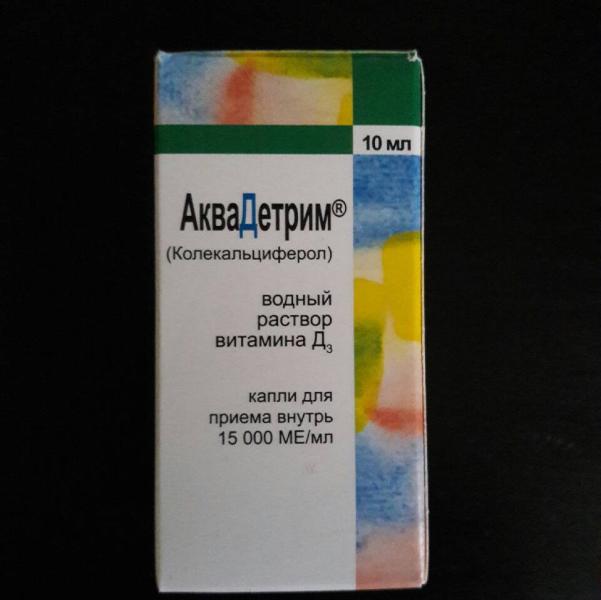 10 мл
АкваДетрим®
(Колекальциферол)
водный
раствор
витамина Д₃
капли для
приема внутрь
15 000 МЕ/мл